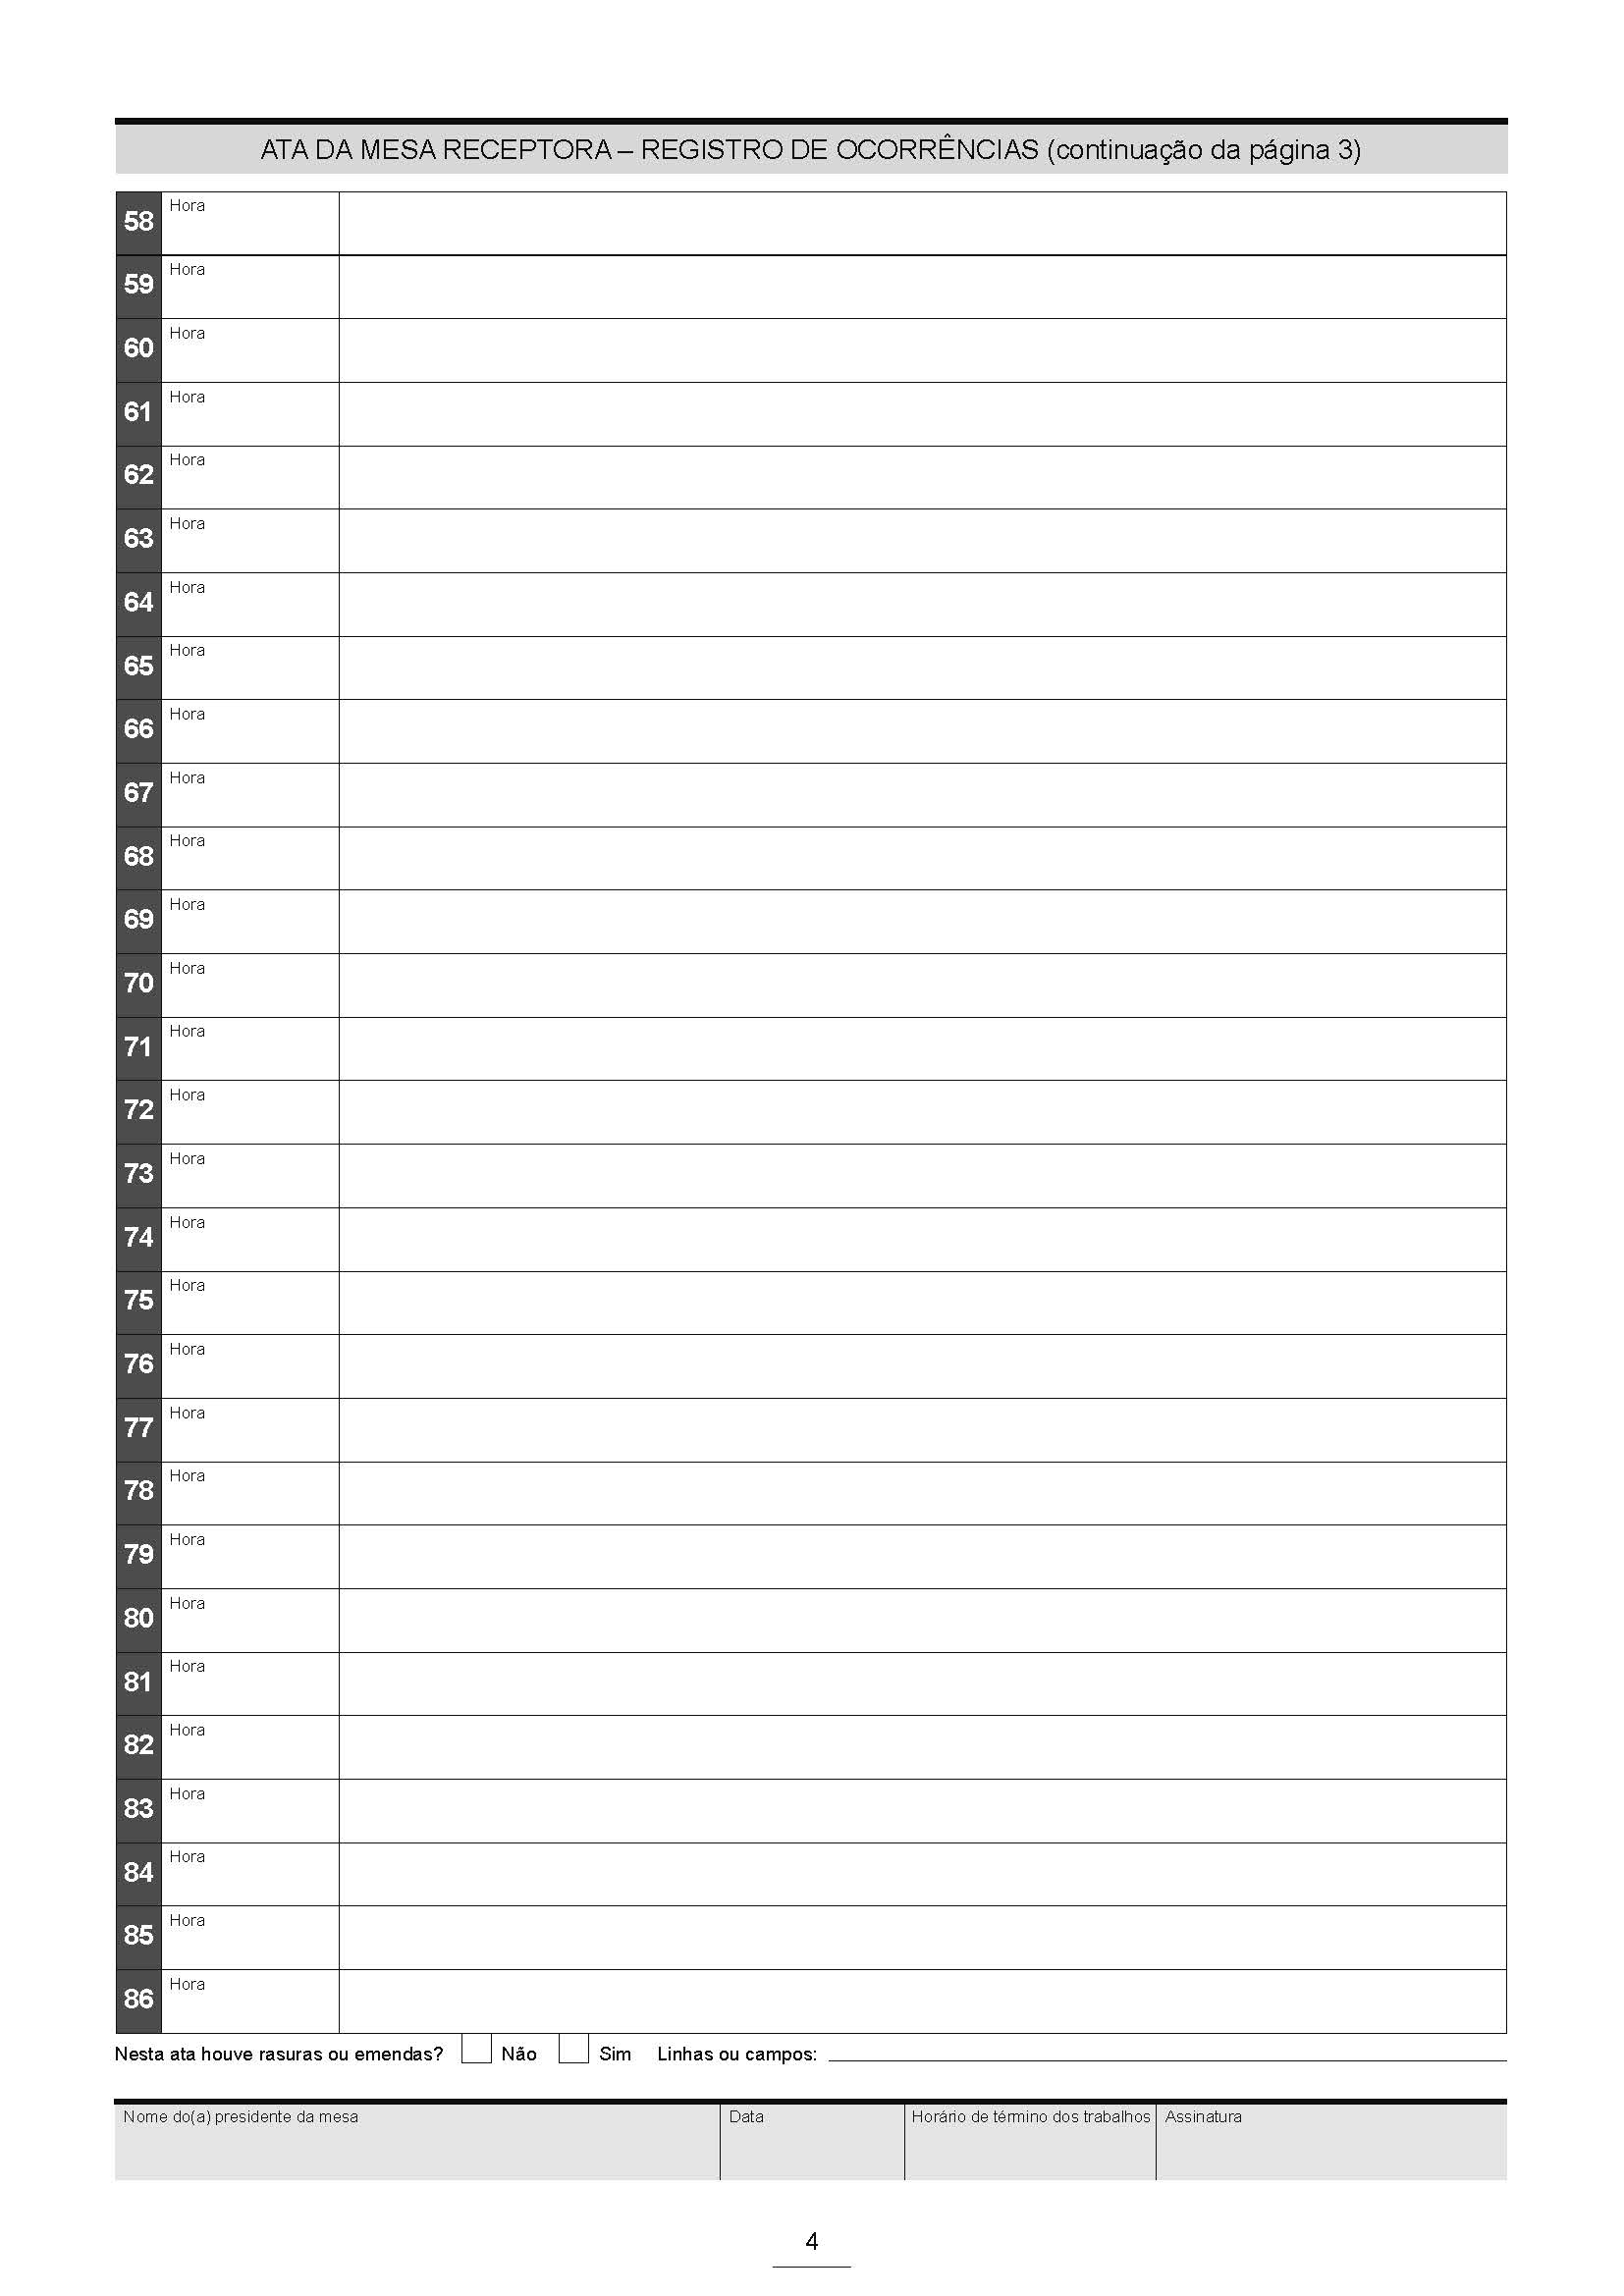 ATA DA MESA RECEPTORA – REGISTRO DE OCORRÊNCIAS (continuação da página 3)
58 Hora
59 Hora
60 Hora
61 Hora
62 Hora
63 Hora
64 Hora
65 Hora
66 Hora
67 Hora
68 Hora
69 Hora
70 Hora
71 Hora
72 Hora
73 Hora
74 Hora
75 Hora
76 Hora
77 Hora
78 Hora
79 Hora
80 Hora
81 Hora
82 Hora
83 Hora
84 Hora
85 Hora
86 Hora
Nesta ata houve rasuras ou emendas? Não Sim Linhas ou campos:
Nome do(a) presidente da mesa Data Horário de término dos trabalhos Assinatura
4